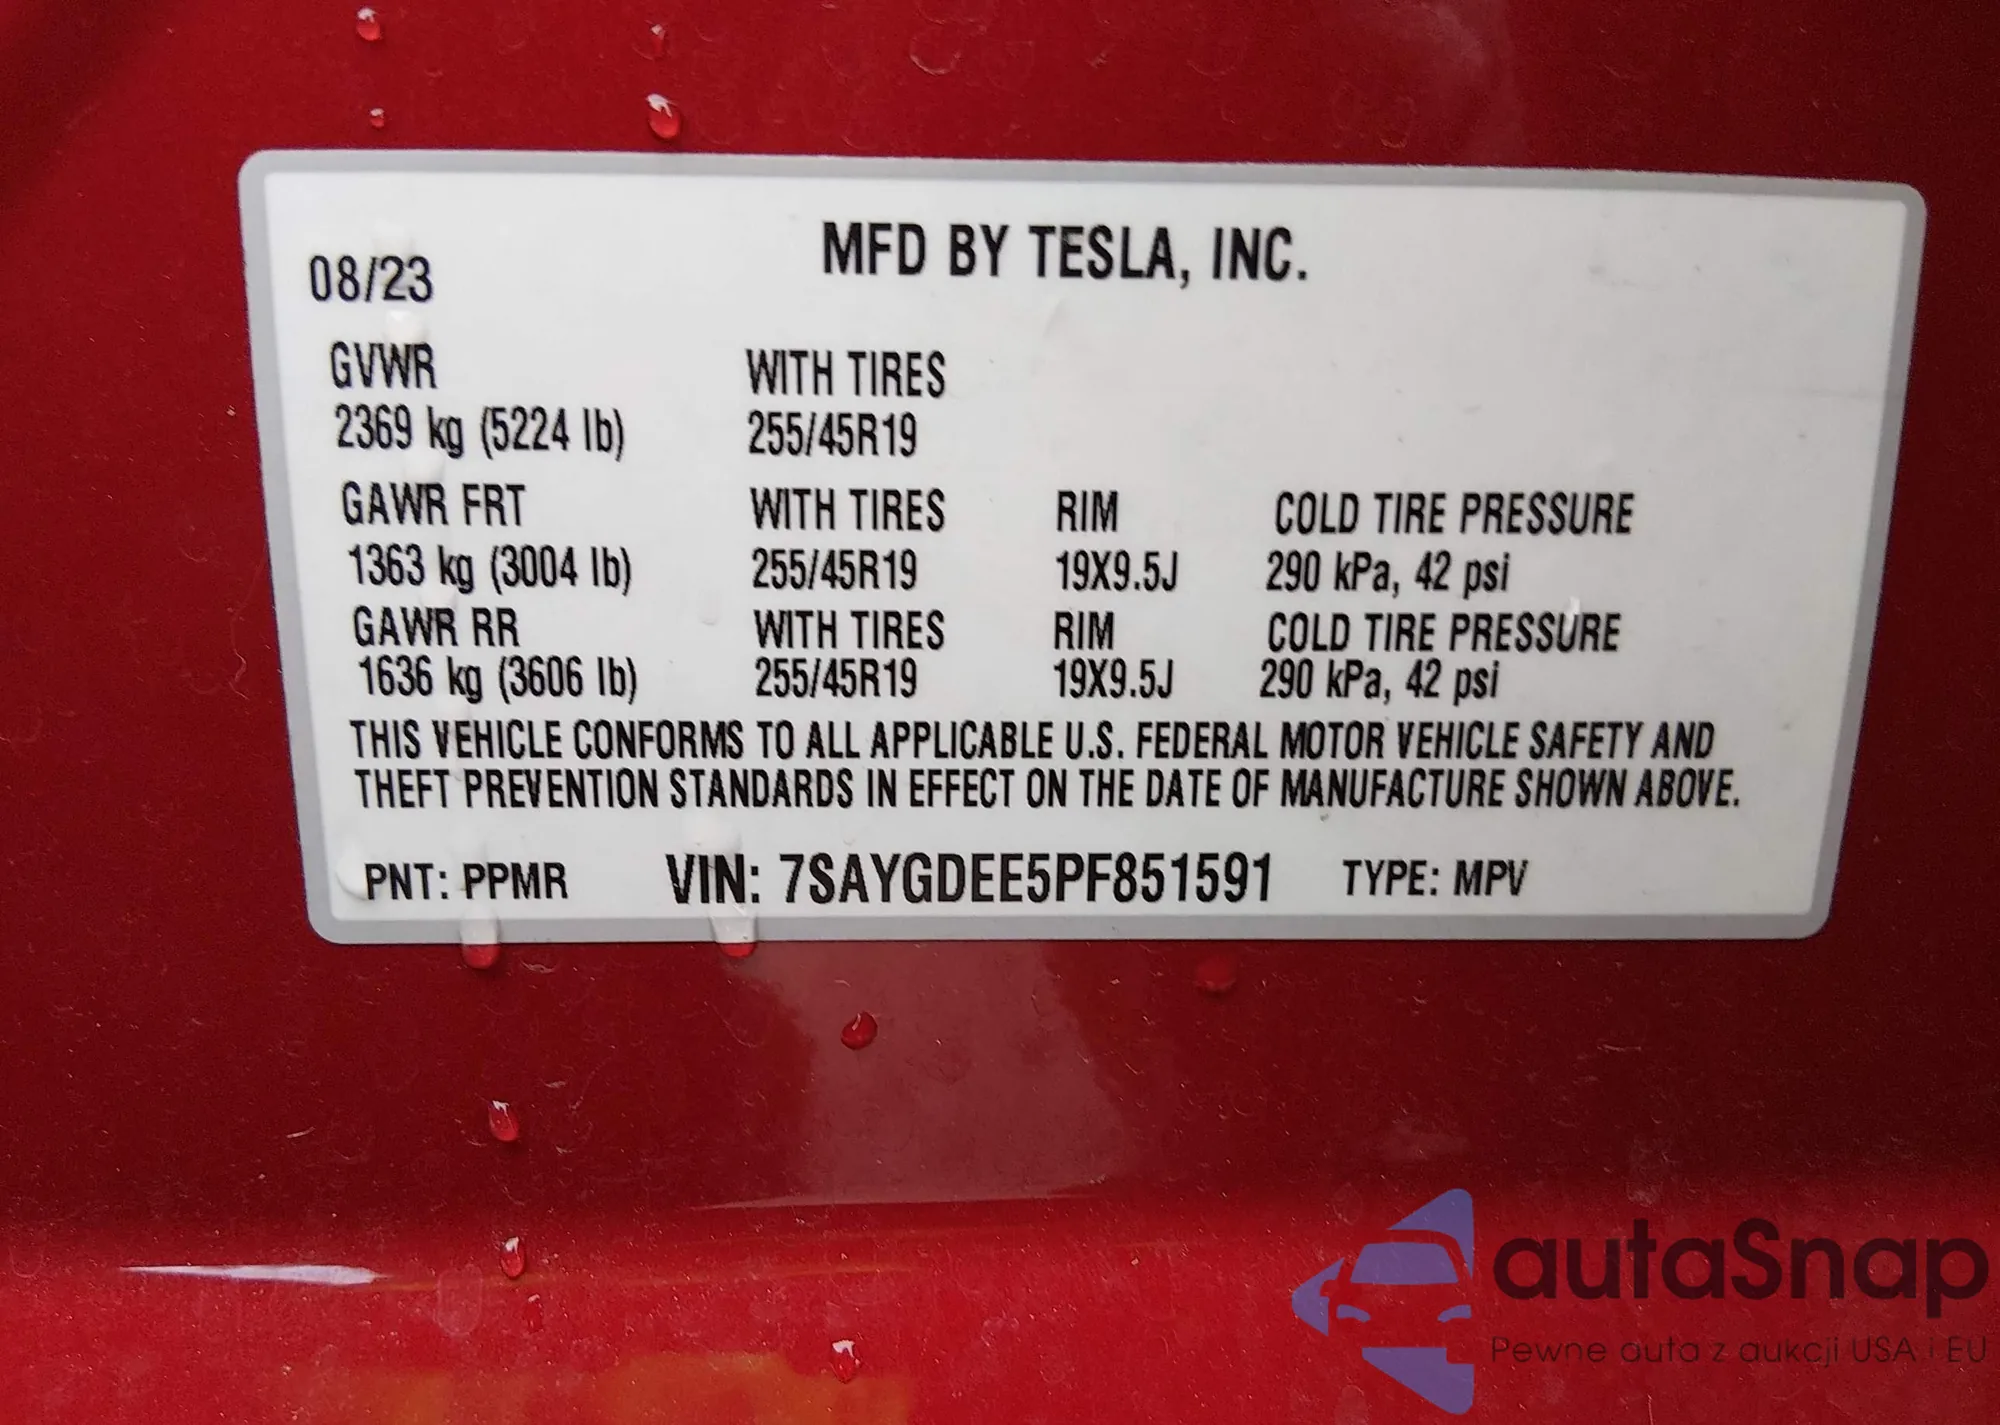 MFD BY TESLA, INC.
08/23
GVWR WITH TIRES
2369 kg (5224 lb) 255/45R19
GAWR FRT WITH TIRES RIM COLD TIRE PRESSURE
1363 kg (3004 lb) 255/45R19 19X9.5J 290 kPa, 42 psi
GAWR RR WITH TIRES RIM COLD TIRE PRESSURE
1636 kg (3606 lb) 255/45R19 19X9.5J 290 kPa, 42 psi
THIS VEHICLE CONFORMS TO ALL APPLICABLE U.S. FEDERAL MOTOR VEHICLE SAFETY AND
THEFT PREVENTION STANDARDS IN EFFECT ON THE DATE OF MANUFACTURE SHOWN ABOVE.
PNT: PPMR VIN: 7SAYGDEE5PF851591 TYPE: MPV
autaSnap
Pewne auta z aukcji USA i EU